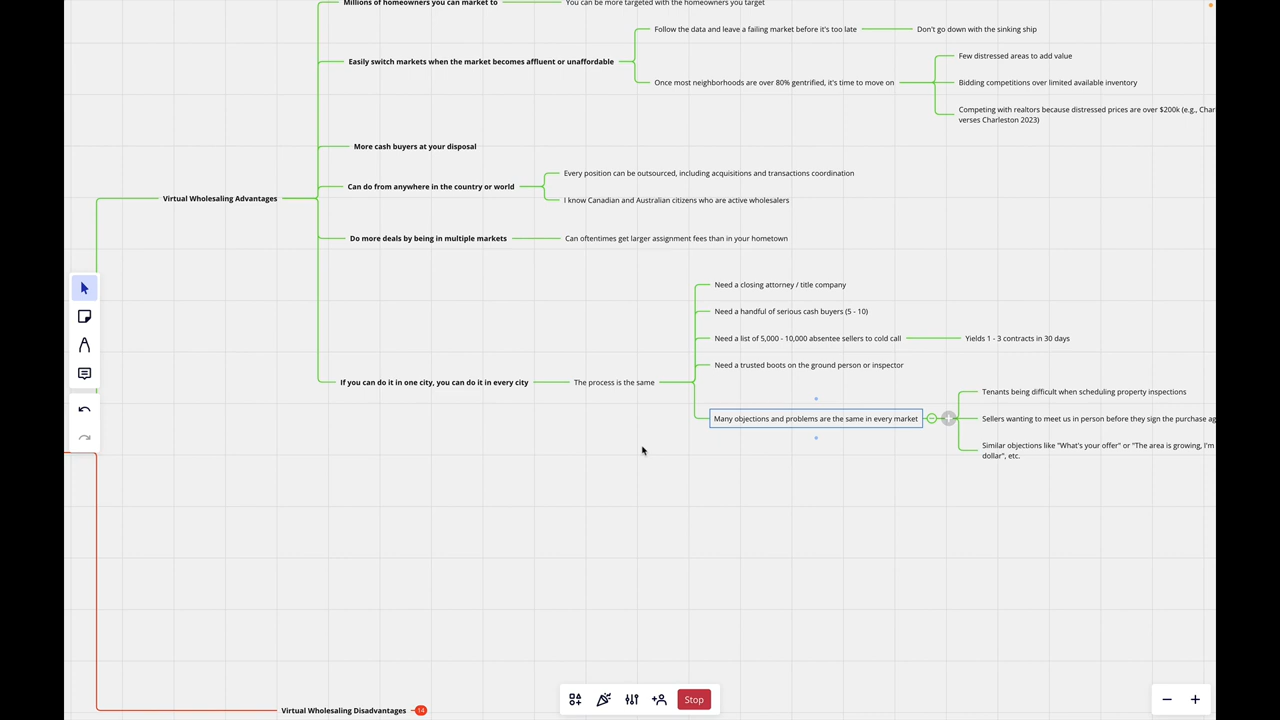 Millions of homeowners you can market to
You can be more targeted with the homeowners you target
Follow the data and leave a failing market before it's too late
Don't go down with the sinking ship
Easily switch markets when the market becomes affluent or unaffordable
Once most neighborhoods are over 80% gentrified, it's time to move on
Few distressed areas to add value
Bidding competitions over limited available inventory
Competing with realtors because distressed prices are over $200k (e.g., Char
verses Charleston 2023)
More cash buyers at your disposal
Can do from anywhere in the country or world
Every position can be outsourced, including acquisitions and transactions coordination
I know Canadian and Australian citizens who are active wholesalers
Virtual Wholesaling Advantages
Do more deals by being in multiple markets
Can oftentimes get larger assignment fees than in your hometown
Need a closing attorney / title company
Need a handful of serious cash buyers (5 - 10)
Need a list of 5,000 - 10,000 absentee sellers to cold call
Yields 1 - 3 contracts in 30 days
Need a trusted boots on the ground person or inspector
If you can do it in one city, you can do it in every city
The process is the same
Many objections and problems are the same in every market
Tenants being difficult when scheduling property inspections
Sellers wanting to meet us in person before they sign the purchase ag
Similar objections like "What's your offer" or "The area is growing, I'm
dollar", etc.
Stop
Virtual Wholesaling Disadvantages
14